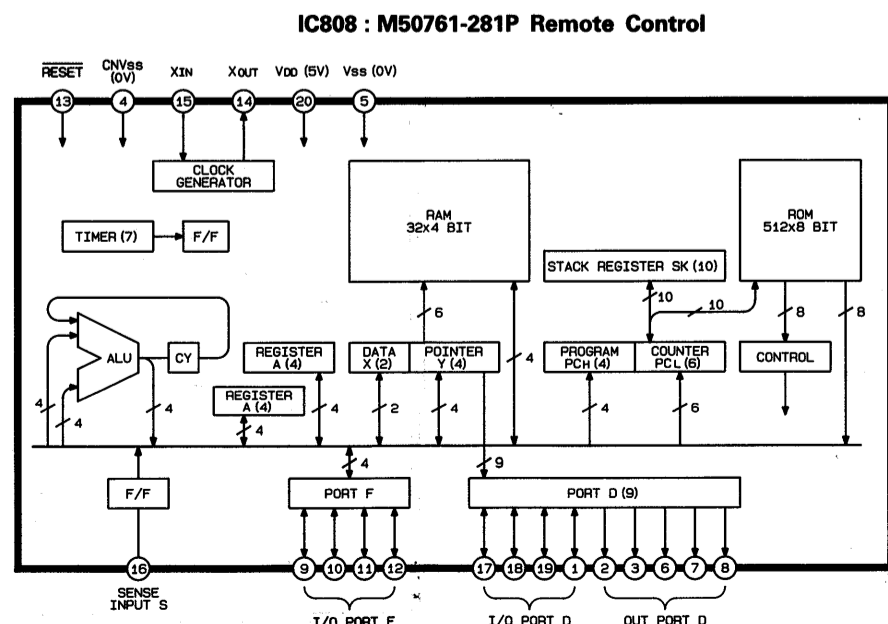 IC808 : M50761-281P Remote Control
RESET
CNVss
(0V)
XIN
XOUT
VDD (5V)
Vss (0V)
13
4
15
14
20
5
CLOCK
GENERATOR
RAM
32x4 BIT
ROM
512x8 BIT
TIMER (7)
F/F
STACK REGISTER SK (10)
6
10
10
8
8
ALU
CY
REGISTER
A (4)
DATA
X (2)
POINTER
Y (4)
4
PROGRAM
PCH (4)
COUNTER
PCL (6)
CONTROL
REGISTER
A (4)
4
4
4
4
4
2
4
4
6
4
9
F/F
PORT F
PORT D (9)
16
9
10
11
12
17
18
19
1
2
3
6
7
8
SENSE
INPUT S
I/O PORT F
I/O PORT D
OUT PORT D